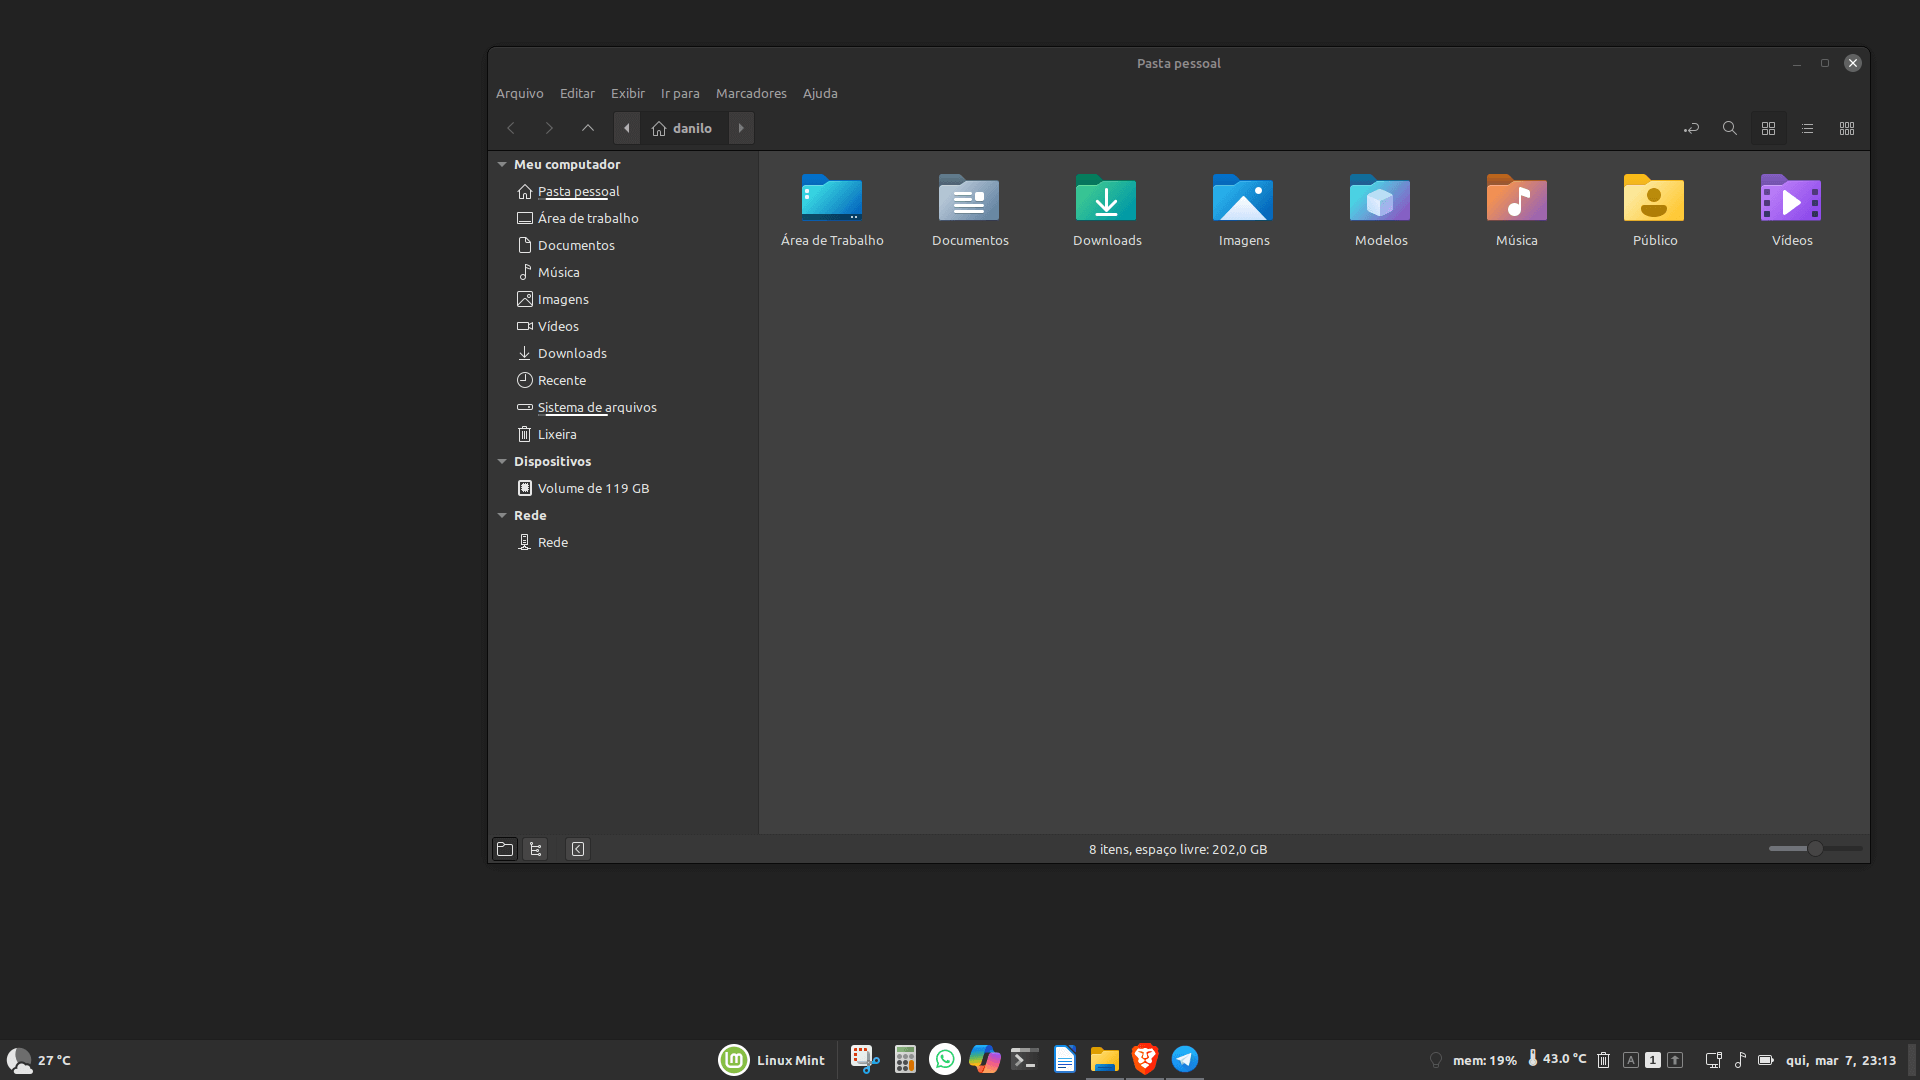 Pasta pessoal
Arquivo Editar Exibir Ir para Marcadores Ajuda
danilo
Meu computador
Pasta pessoal
Área de trabalho
Documentos
Música
Imagens
Vídeos
Downloads
Recente
Sistema de arquivos
Lixeira
Dispositivos
Volume de 119 GB
Rede
Rede
Área de Trabalho Documentos Downloads Imagens Modelos Música Público Vídeos
8 itens, espaço livre: 202,0 GB
27 °C
lm Linux Mint
mem: 19% 43.0 °C A 1 qui, mar 7, 23:13